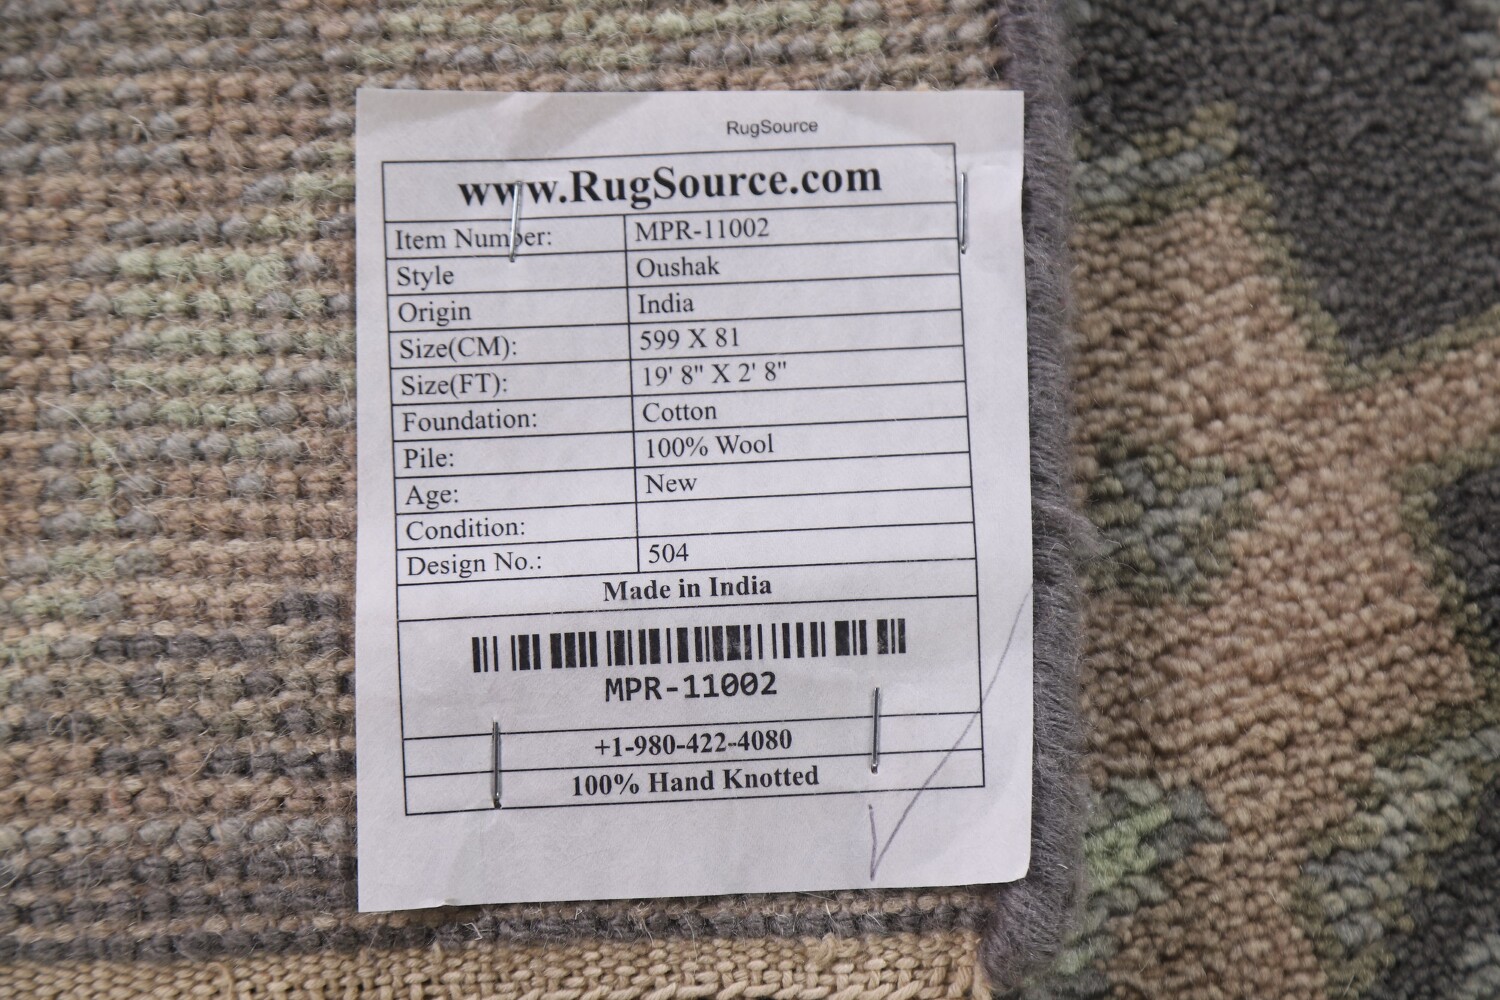 RugSource
www.RugSource.com
Item Number: MPR-11002
Style Oushak
Origin India
Size(CM): 599 X 81
Size(FT): 19' 8" X 2' 8"
Foundation: Cotton
Pile: 100% Wool
Age: New
Condition:
Design No.: 504
Made in India
MPR-11002
+1-980-422-4080
100% Hand Knotted